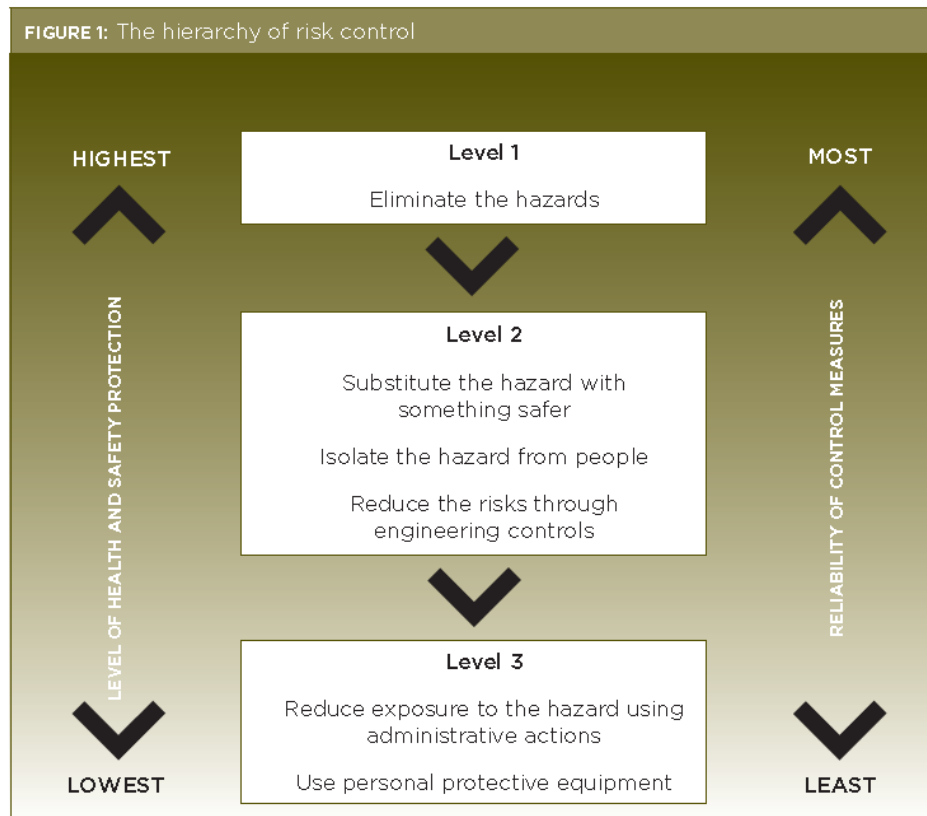 FIGURE 1: The hierarchy of risk control
HIGHEST
MOST
Level 1
Eliminate the hazards
LEVEL OF HEALTH AND SAFETY PROTECTION
RELIABILITY OF CONTROL MEASURES
Level 2
Substitute the hazard with
something safer
Isolate the hazard from people
Reduce the risks through
engineering controls
Level 3
Reduce exposure to the hazard using
administrative actions
Use personal protective equipment
LOWEST
LEAST